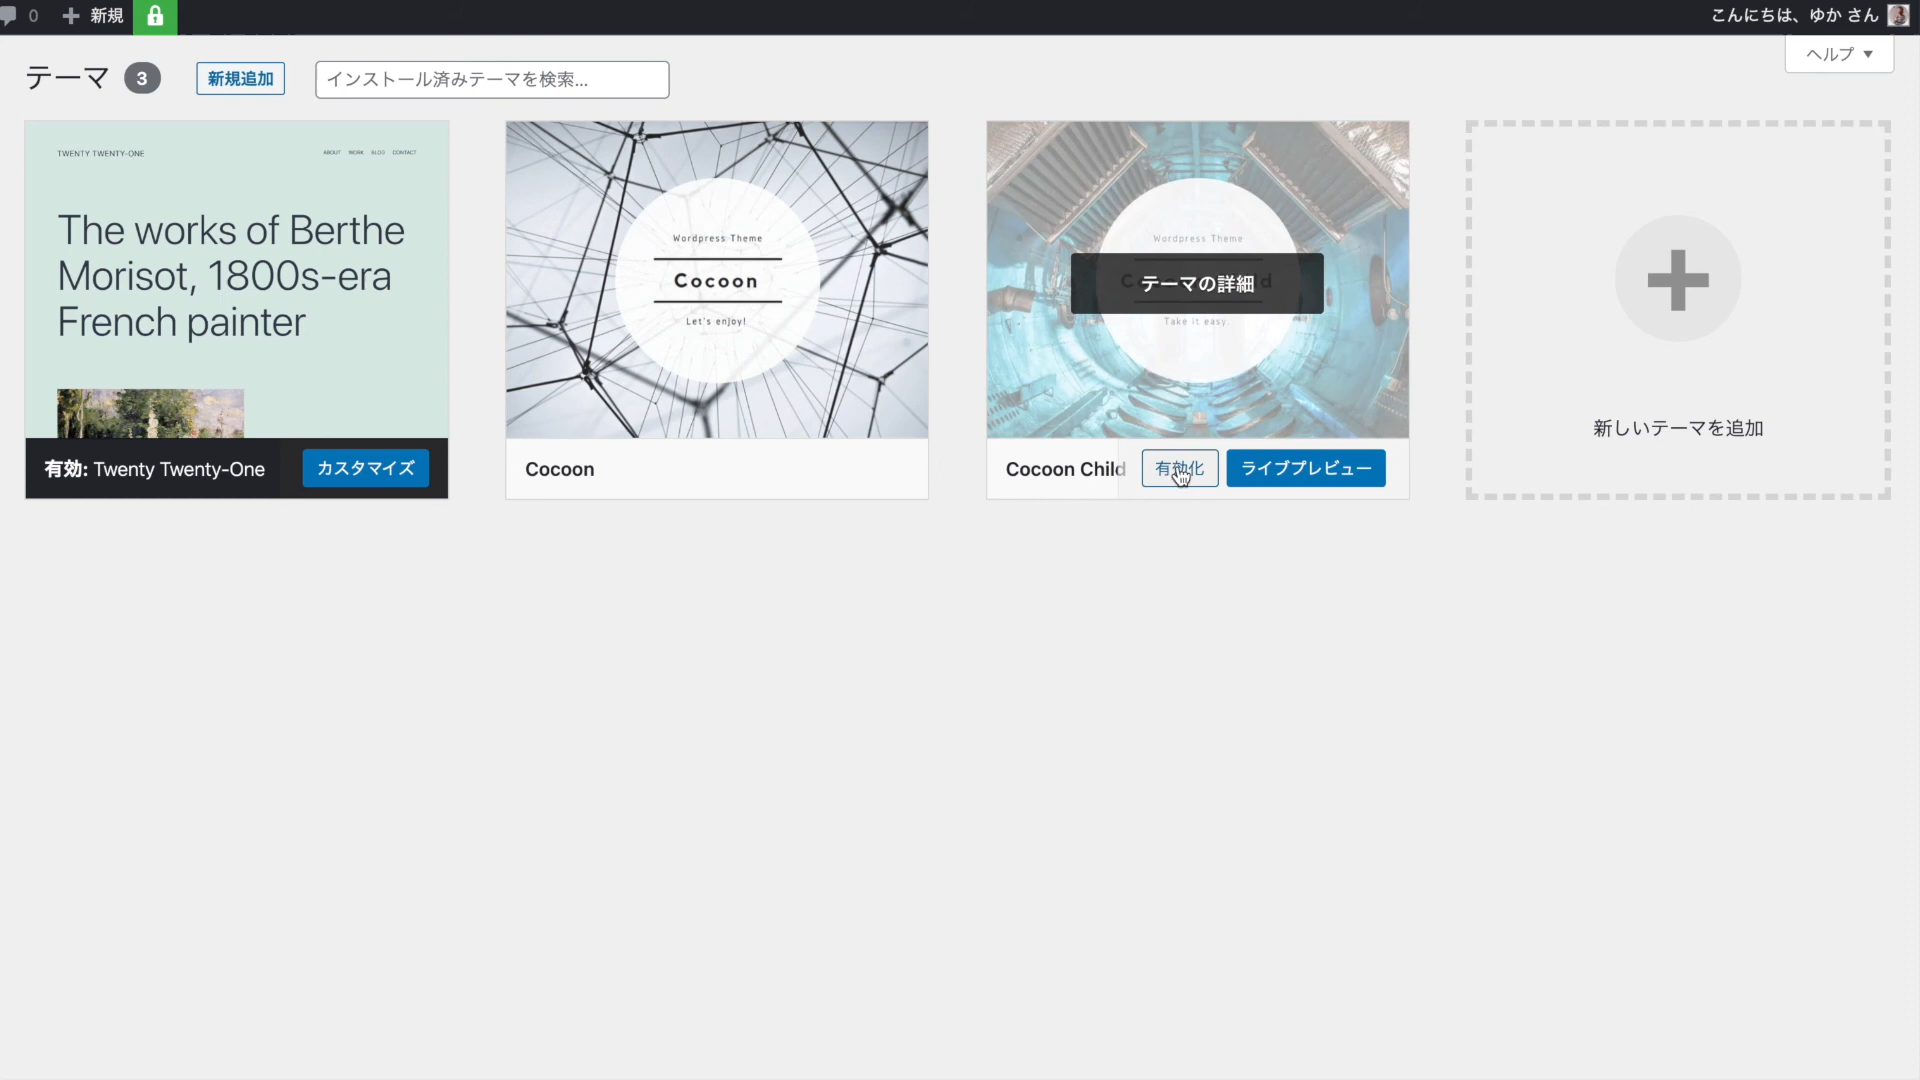 0 新規
こんにちは、ゆか さん
ヘルプ ▼
テーマ 3 新規追加 インストール済みテーマを検索...
TWENTY TWENTY-ONE
ABOUT WORK BLOG CONTACT
The works of Berthe
Morisot, 1800s-era
French painter
有効: Twenty Twenty-One カスタマイズ
Wordpress Theme
Cocoon
Let's enjoy!
Cocoon
Wordpress Theme
テーマの詳細
Take it easy.
Cocoon Child 有効化 ライブプレビュー
新しいテーマを追加